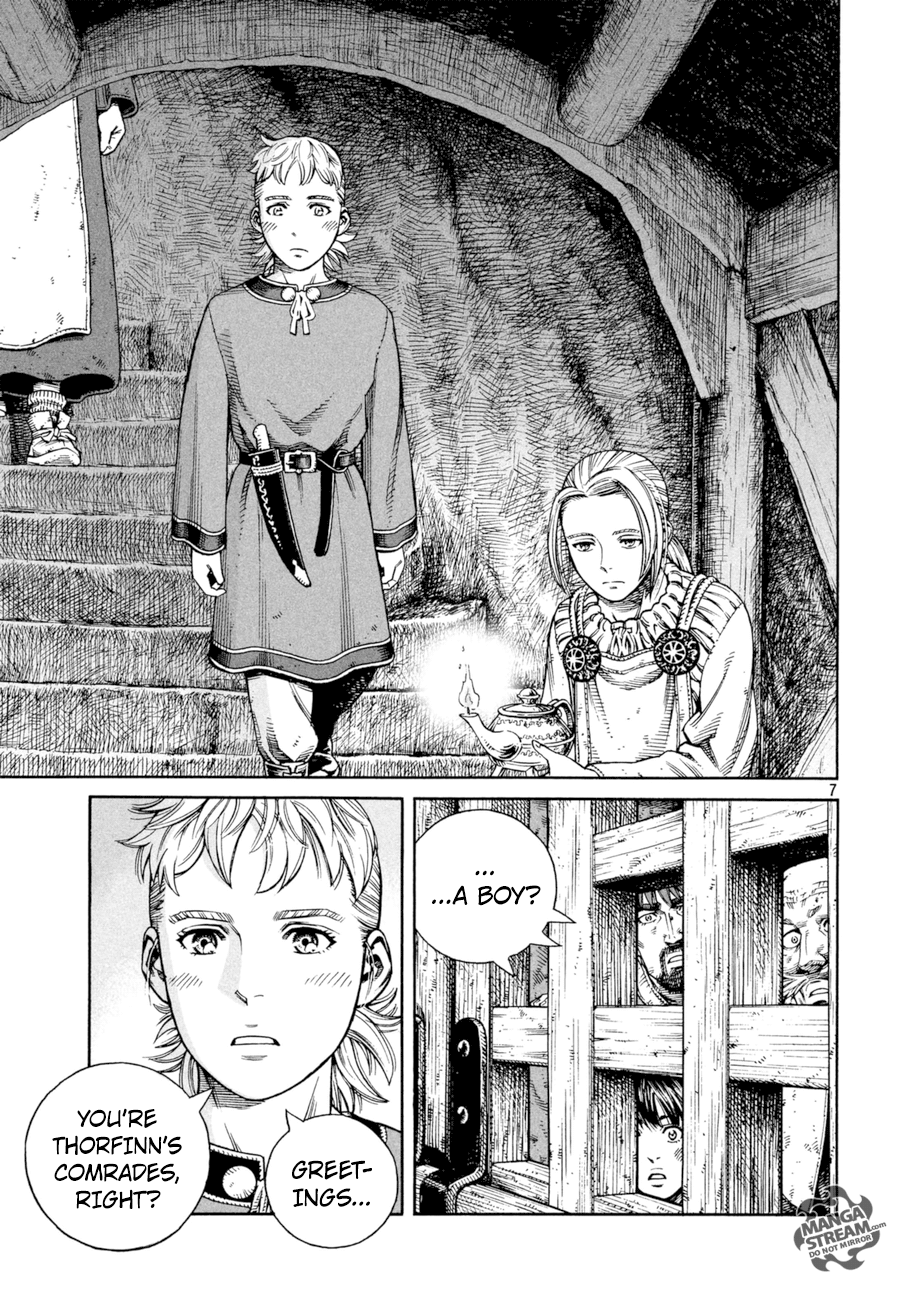 7
...
...A BOY?
GREET-
INGS...
YOU'RE
THORFINN'S
COMRADES,
RIGHT?
MANGA
STREAM.com
DO NOT MIRROR